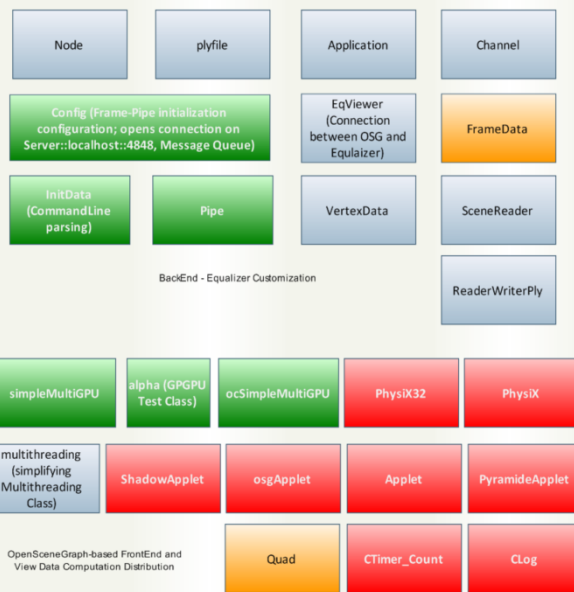 Node
plyfile
Application
Channel
Config (Frame-Pipe initialization
configuration; opens connection on
Server::localhost::4848, Message Queue)
EqViewer
(Connection
between OSG and
Equlaizer)
FrameData
InitData
(CommandLine
parsing)
Pipe
VertexData
SceneReader
BackEnd - Equalizer Customization
ReaderWriterPly
simpleMultiGPU
alpha (GPGPU
Test Class)
ocSimpleMultiGPU
PhysiX32
PhysiX
multithreading
(simplifying
Multithreading
Class)
ShadowApplet
osgApplet
Applet
PyramideApplet
OpenSceneGraph-based FrontEnd and
View Data Computation Distribution
Quad
CTimer_Count
CLog